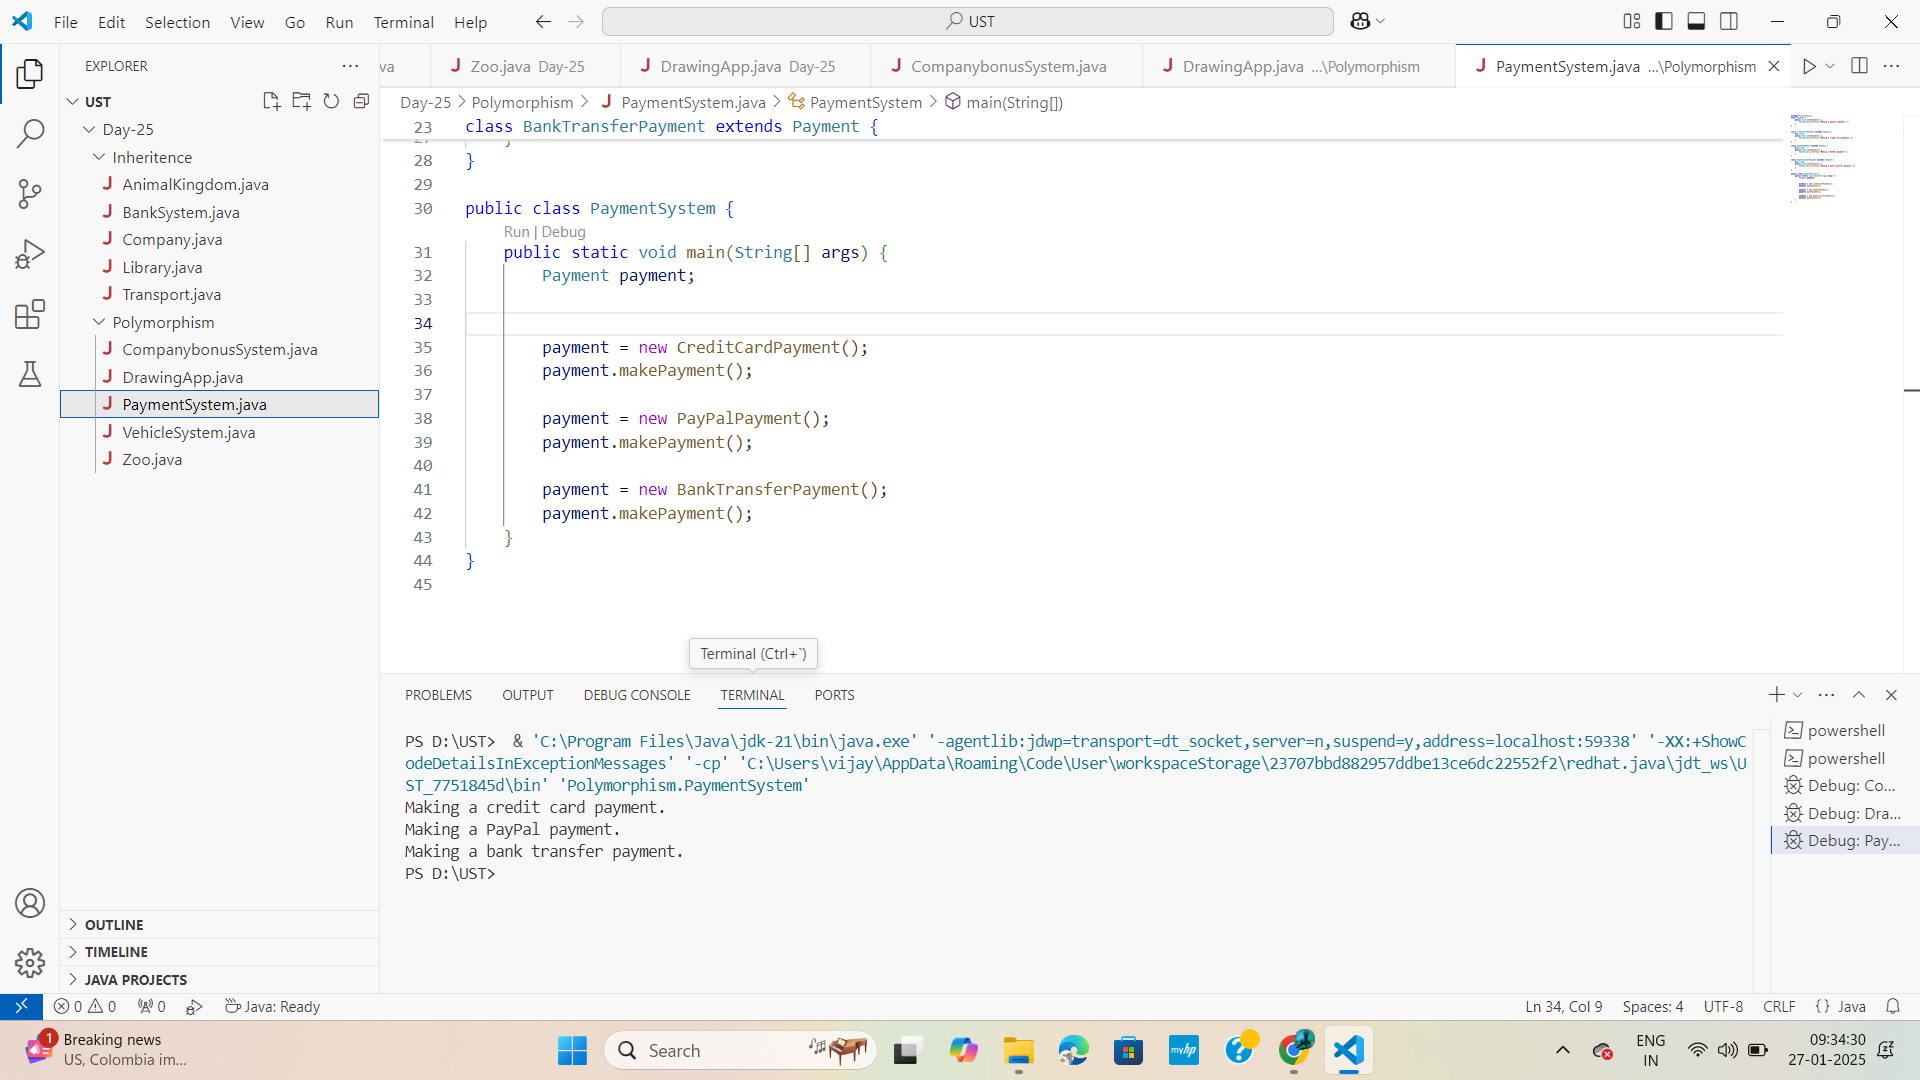 File Edit Selection View Go Run Terminal Help
UST
EXPLORER
va
Zoo.java Day-25
DrawingApp.java Day-25
CompanybonusSystem.java
DrawingApp.java ...\Polymorphism
PaymentSystem.java ...\Polymorphism
UST
Day-25
Inheritence
AnimalKingdom.java
BankSystem.java
Company.java
Library.java
Transport.java
Polymorphism
CompanybonusSystem.java
DrawingApp.java
PaymentSystem.java
VehicleSystem.java
Zoo.java
OUTLINE
TIMELINE
JAVA PROJECTS
Day-25 > Polymorphism > PaymentSystem.java > PaymentSystem > main(String[])
23 class BankTransferPayment extends Payment {
28 }
29
30 public class PaymentSystem {
Run | Debug
31 public static void main(String[] args) {
32 Payment payment;
33
34
35 payment = new CreditCardPayment();
36 payment.makePayment();
37
38 payment = new PayPalPayment();
39 payment.makePayment();
40
41 payment = new BankTransferPayment();
42 payment.makePayment();
43 }
44 }
45
Terminal (Ctrl+`)
PROBLEMS OUTPUT DEBUG CONSOLE TERMINAL PORTS
PS D:\UST>  & 'C:\Program Files\Java\jdk-21\bin\java.exe' '-agentlib:jdwp=transport=dt_socket,server=n,suspend=y,address=localhost:59338' '-XX:+ShowC
odeDetailsInExceptionMessages' '-cp' 'C:\Users\vijay\AppData\Roaming\Code\User\workspaceStorage\23707bbd882957ddbe13ce6dc22552f2\redhat.java\jdt_ws\U
ST_7751845d\bin' 'Polymorphism.PaymentSystem'
Making a credit card payment.
Making a PayPal payment.
Making a bank transfer payment.
PS D:\UST>
powershell
powershell
Debug: Co...
Debug: Dra...
Debug: Pay...
0 0 0 Java: Ready
Ln 34, Col 9 Spaces: 4 UTF-8 CRLF {} Java
1
Breaking news
US, Colombia im...
Search
myhp
ENG
IN
09:34:30
27-01-2025